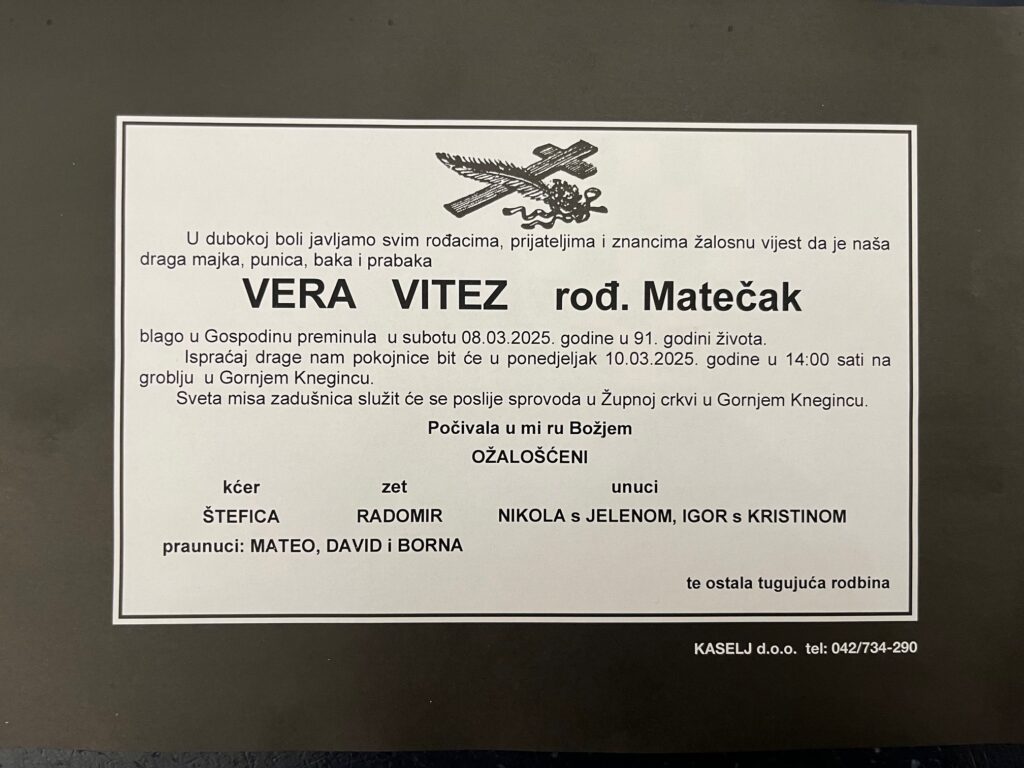 U dubokoj boli javljamo svim rođacima, prijateljima i znancima žalosnu vijest da je naša
draga majka, punica, baka i prabaka
VERA VITEZ rođ. Matečak
blago u Gospodinu preminula u subotu 08.03.2025. godine u 91. godini života.
Ispraćaj drage nam pokojnice bit će u ponedjeljak 10.03.2025. godine u 14:00 sati na
groblju u Gornjem Knegincu.
Sveta misa zadušnica služit će se poslije sprovoda u Župnoj crkvi u Gornjem Knegincu.
Počivala u mi ru Božjem
OŽALOŠĆENI
kćer zet unuci
ŠTEFICA RADOMIR NIKOLA s JELENOM, IGOR s KRISTINOM
praunuci: MATEO, DAVID i BORNA
te ostala tugujuća rodbina
KASELJ d.o.o. tel: 042/734-290